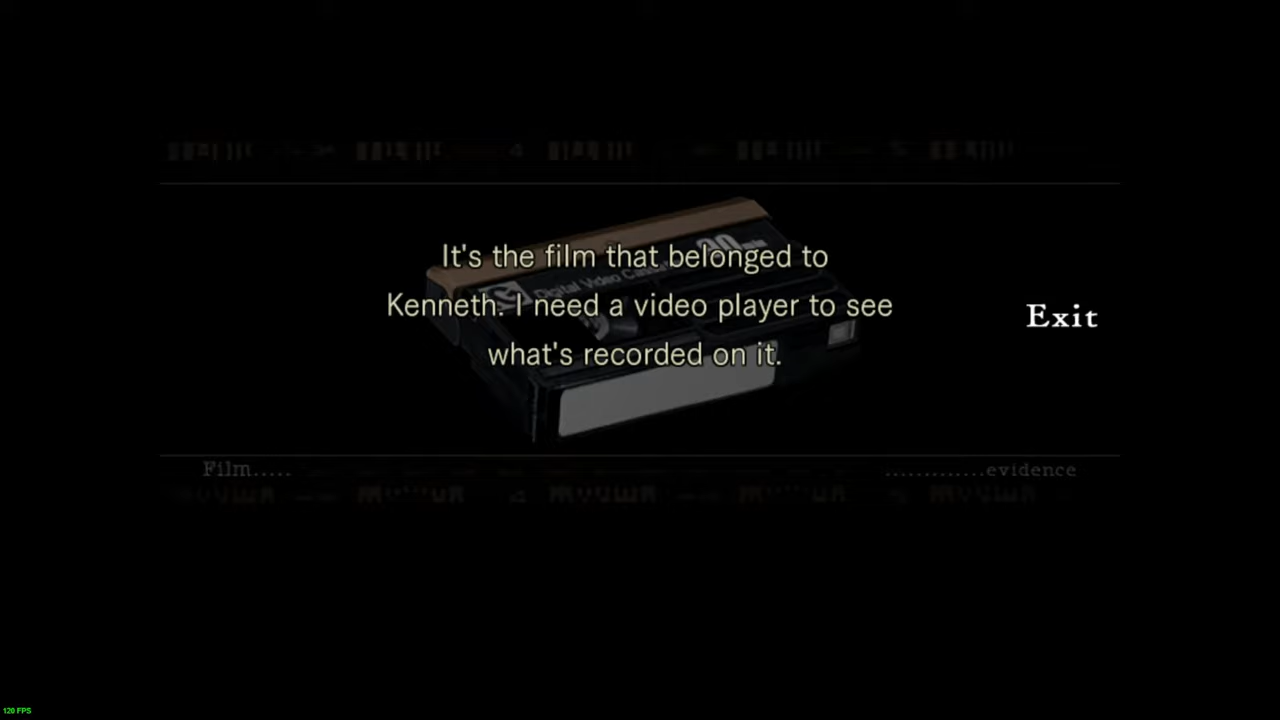 It's the film that belonged to
Kenneth. I need a video player to see
what's recorded on it.
Exit
Film.....
.............evidence
120 FPS